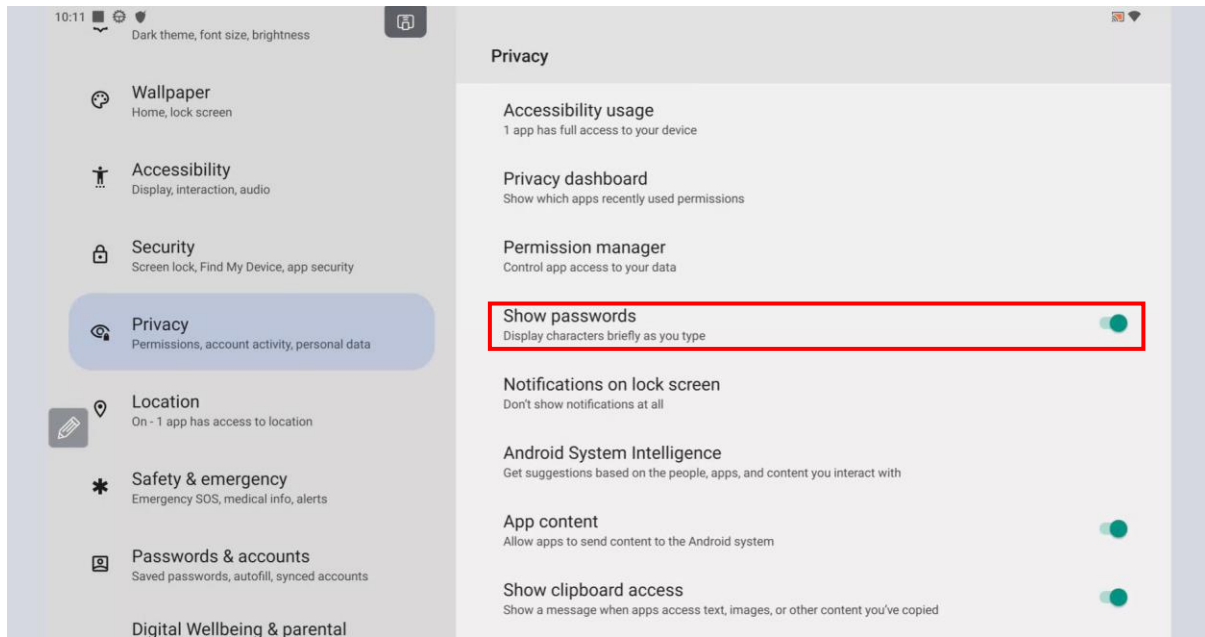 10:11
Dark theme, font size, brightness
Wallpaper
Home, lock screen
Accessibility
Display, interaction, audio
Security
Screen lock, Find My Device, app security
Privacy
Permissions, account activity, personal data
Location
On - 1 app has access to location
Safety & emergency
Emergency SOS, medical info, alerts
Passwords & accounts
Saved passwords, autofill, synced accounts
Digital Wellbeing & parental
Privacy
Accessibility usage
1 app has full access to your device
Privacy dashboard
Show which apps recently used permissions
Permission manager
Control app access to your data
Show passwords
Display characters briefly as you type
Notifications on lock screen
Don't show notifications at all
Android System Intelligence
Get suggestions based on the people, apps, and content you interact with
App content
Allow apps to send content to the Android system
Show clipboard access
Show a message when apps access text, images, or other content you've copied